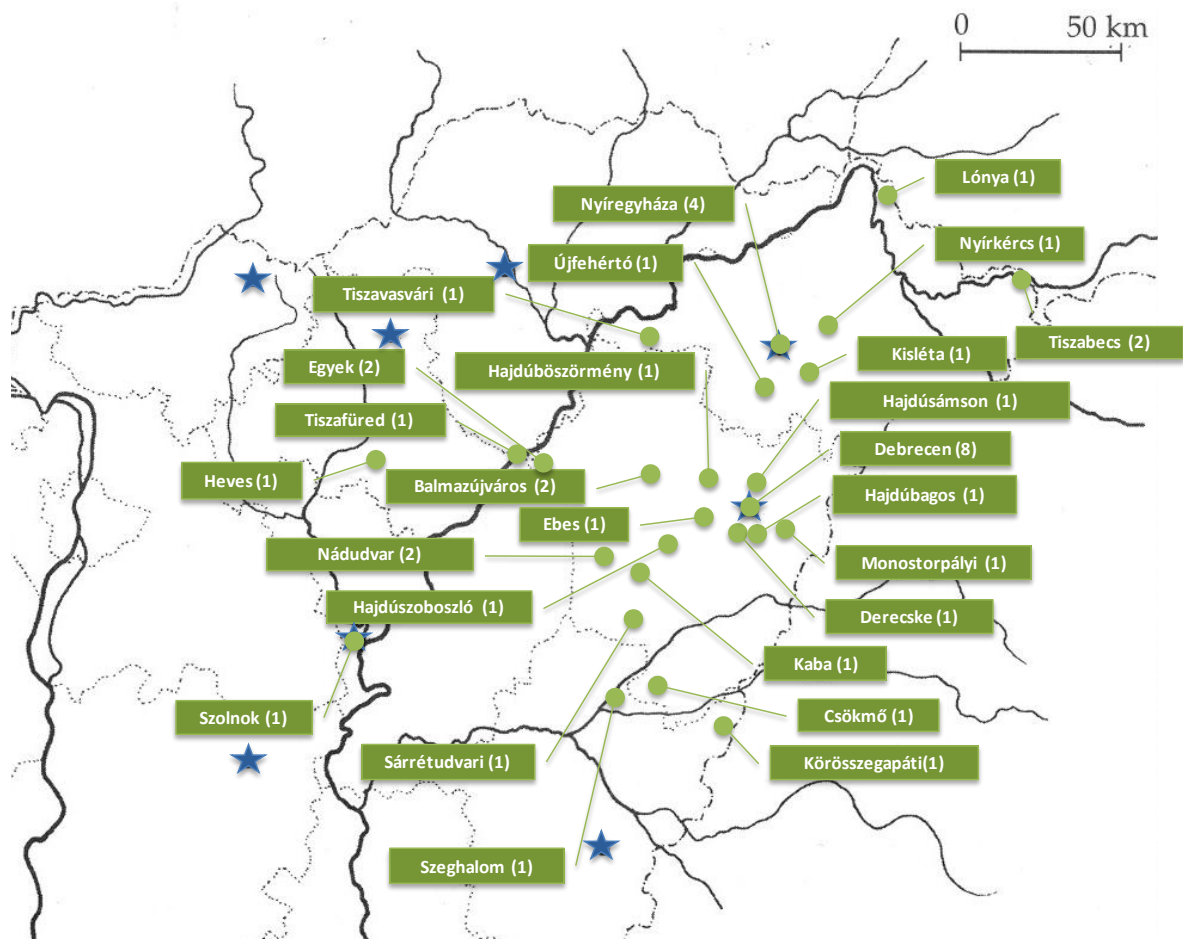 0 50 km
Lónya (1)
Nyíregyháza (4)
Nyírkércs (1)
Újfehértó (1)
Tiszavasvári (1)
Tiszabecs (2)
Kisléta (1)
Egyek (2)
Hajdúböszörmény (1)
Hajdúsámson (1)
Tiszafüred (1)
Debrecen (8)
Heves (1)
Balmazújváros (2)
Hajdúbagos (1)
Ebes (1)
Nádudvar (2)
Monostorpályi (1)
Hajdúszoboszló (1)
Derecske (1)
Kaba (1)
Szolnok (1)
Csökmő (1)
Sárrétudvari (1)
Körösszegapáti(1)
Szeghalom (1)